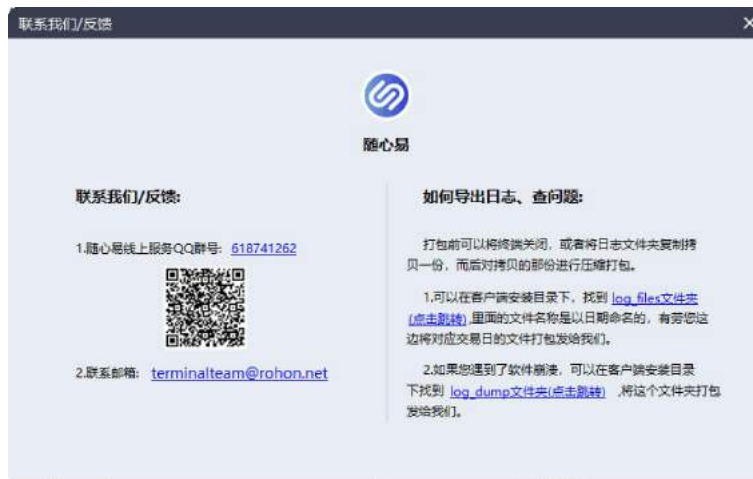 联系我们/反馈
随心易
联系我们/反馈:
1.随心易线上服务QQ群号: 618741262
2.联系邮箱: terminalteam@rohon.net
如何导出日志、查问题:
打包前可以将终端关闭，或者将日志文件夹复制拷
贝一份，而后对拷贝的那份进行压缩打包。
1.可以在客户端安装目录下，找到 log_files文件夹
(点击跳转),里面的文件名称是以日期命名的，有劳您这
边将对应交易日的文件打包发给我们。
2.如果您遇到了软件崩溃，可以在客户端安装目录
下找到 log_dump文件夹(点击跳转) ,将这个文件夹打包
发给我们。